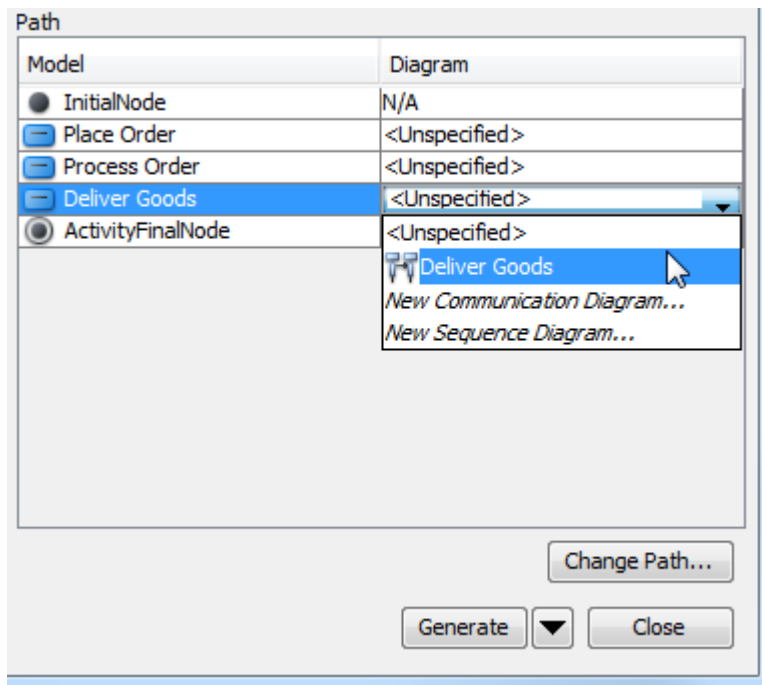 Path
Model Diagram
InitialNode N/A
Place Order <Unspecified>
Process Order <Unspecified>
Deliver Goods <Unspecified>
ActivityFinalNode <Unspecified>
Deliver Goods
New Communication Diagram...
New Sequence Diagram...
Change Path...
Generate Close